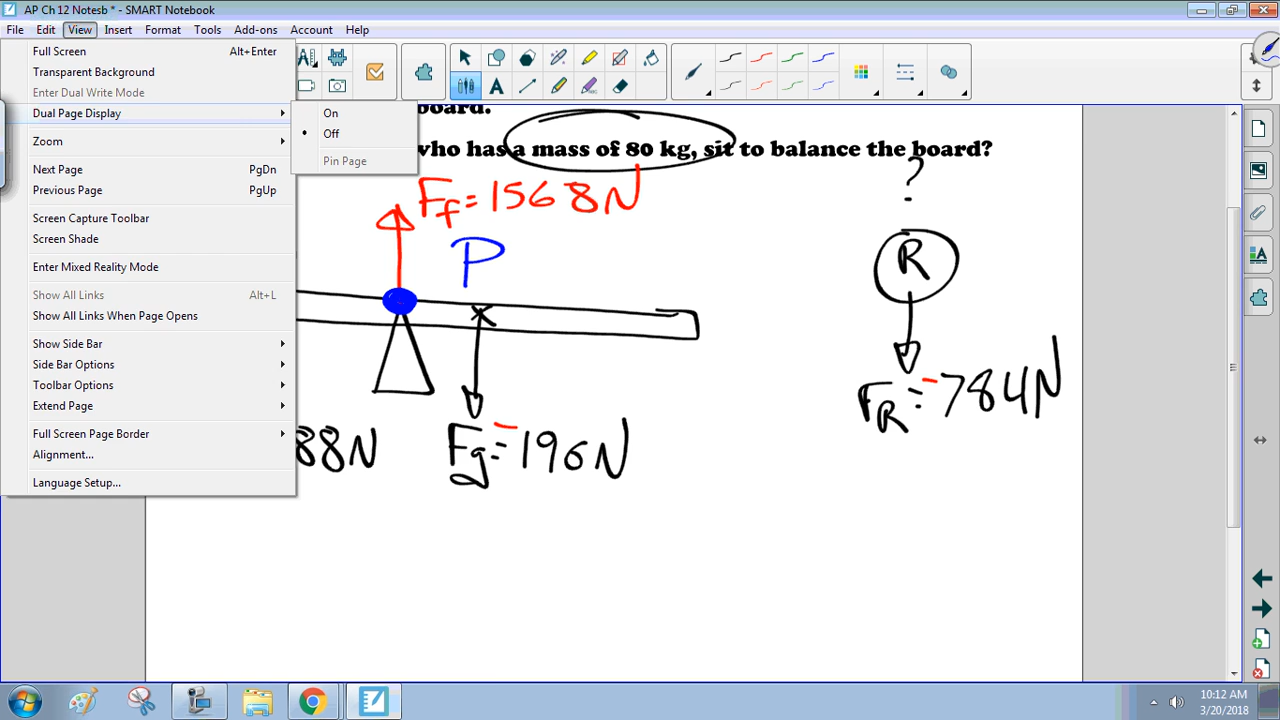 AP Ch 12 Notesb * - SMART Notebook
File Edit View Insert Format Tools Add-ons Account Help
Full Screen Alt+Enter
Transparent Background
Enter Dual Write Mode
Dual Page Display
On
Off
Pin Page
Zoom
Next Page PgDn
Previous Page PgUp
Screen Capture Toolbar
Screen Shade
Enter Mixed Reality Mode
Show All Links Alt+L
Show All Links When Page Opens
Show Side Bar
Side Bar Options
Toolbar Options
Extend Page
Full Screen Page Border
Alignment...
Language Setup...
board.
who has a mass of 80 kg, sit to balance the board?
Ff = 1568N
?
P
R
FR = -784N
88N
Fg = -196N
10:12 AM
3/20/2018